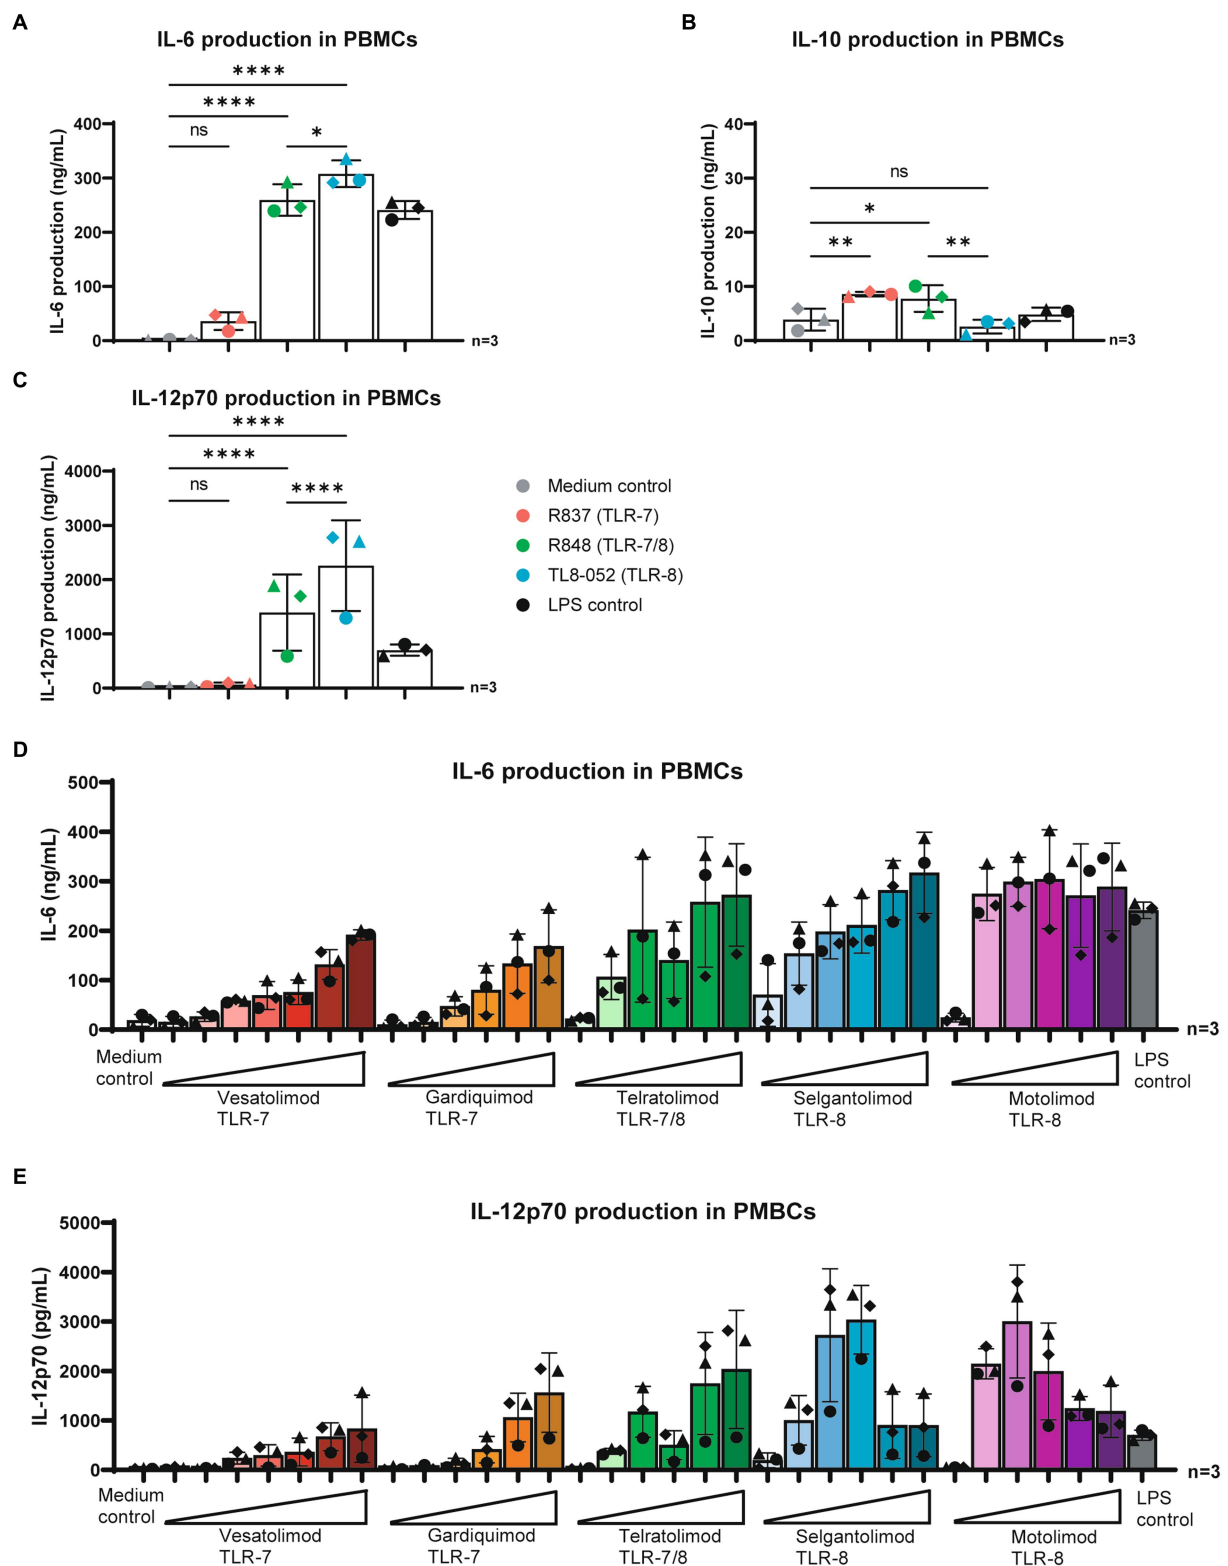 A
IL-6 production in PBMCs
****
****
ns
*
IL-6 production (ng/mL)
400
300
200
100
0
n=3
B
IL-10 production in PBMCs
ns
*
**
**
IL-10 production (ng/mL)
40
30
20
10
0
n=3
C
IL-12p70 production in PBMCs
****
****
ns
****
IL-12p70 production (ng/mL)
4000
3000
2000
1000
0
n=3
Medium control
R837 (TLR-7)
R848 (TLR-7/8)
TL8-052 (TLR-8)
LPS control
D
IL-6 production in PBMCs
IL-6 (ng/mL)
500
400
300
200
100
0
n=3
Medium
control
Vesatolimod
TLR-7
Gardiquimod
TLR-7
Telratolimod
TLR-7/8
Selgantolimod
TLR-8
Motolimod
TLR-8
LPS
control
E
IL-12p70 production in PMBCs
IL-12p70 (pg/mL)
5000
4000
3000
2000
1000
0
n=3
Medium
control
Vesatolimod
TLR-7
Gardiquimod
TLR-7
Telratolimod
TLR-7/8
Selgantolimod
TLR-8
Motolimod
TLR-8
LPS
control